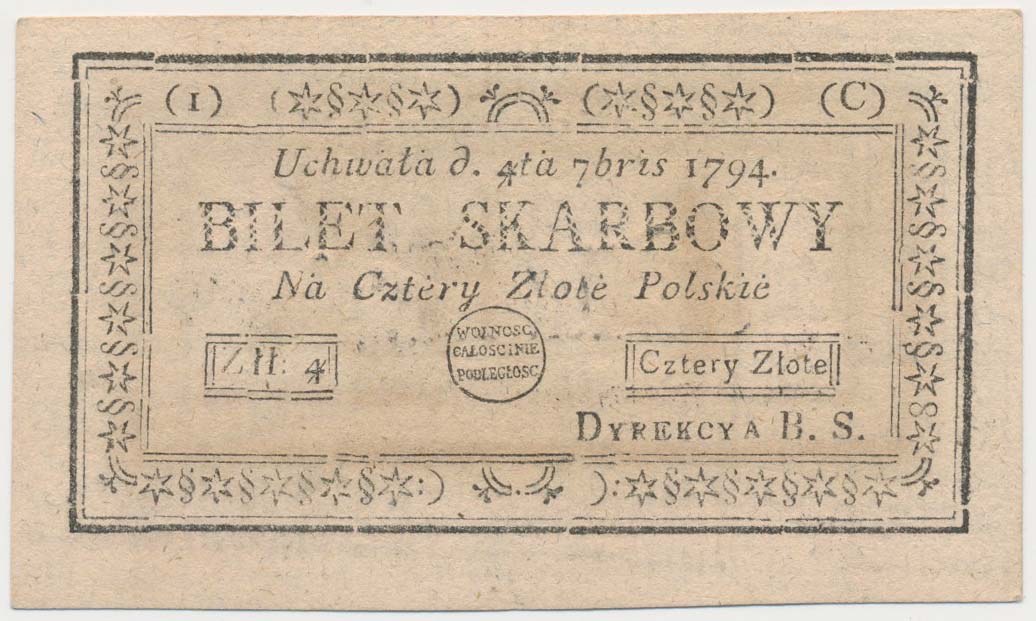 (1) (C)
Uchwała d. 4ta 7bris 1794.
BILET SKARBOWY
Na Cztery Złote Polskie
WOLNOSC,
CAŁOSC I NIE
PODLEGŁOSC
Złł: 4
Cztery Złote
DYREKCYA B. S.